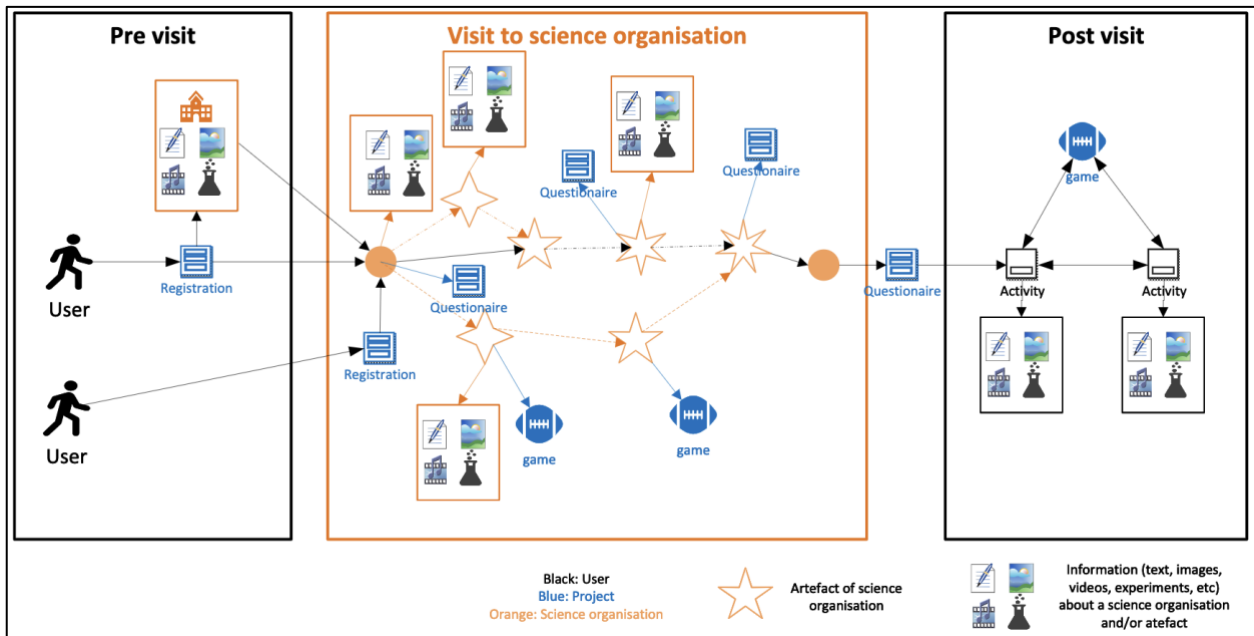 Pre visit
Visit to science organisation
Post visit
Questionaire
Questionaire
game
User
Registration
Questionaire
Questionaire
Activity
Activity
Registration
User
game
game
Black: User
Blue: Project
Orange: Science organisation
Artefact of science
organisation
Information (text, images,
videos, experiments, etc)
about a science organisation
and/or atefact